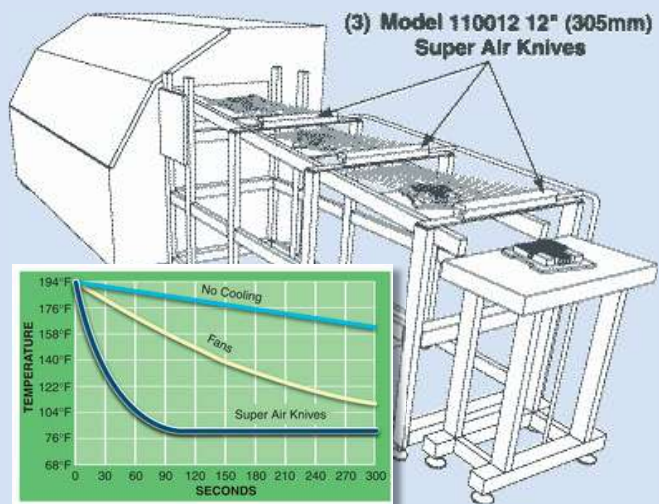 (3) Model 110012 12" (305mm)
Super Air Knives
194°F
176°F
158°F
140°F
122°F
104°F
76°F
68°F
TEMPERATURE
No Cooling
Fans
Super Air Knives
0 30 60 90 120 150 180 210 240 270 300
SECONDS